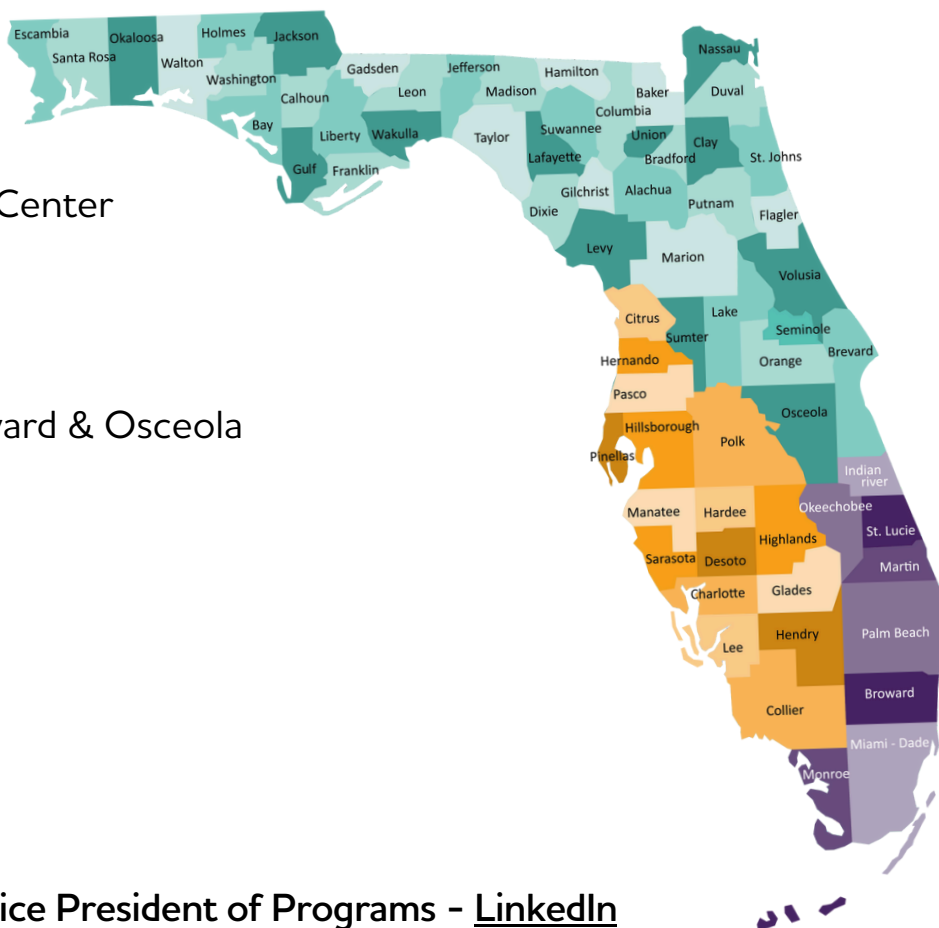 Escambia
Santa Rosa
Okaloosa
Walton
Holmes
Washington
Jackson
Bay
Calhoun
Gulf
Liberty
Franklin
Gadsden
Leon
Wakulla
Jefferson
Madison
Taylor
Hamilton
Suwannee
Lafayette
Dixie
Columbia
Gilchrist
Baker
Union
Bradford
Alachua
Nassau
Duval
Clay
St. Johns
Putnam
Flagler
Levy
Marion
Volusia
Center
Citrus
Sumter
Lake
Seminole
Hernando
Orange
Brevard
Pasco
Osceola
ard & Osceola
Hillsborough
Polk
Pinellas
Indian
river
Manatee
Hardee
Okeechobee
St. Lucie
Highlands
Sarasota
Desoto
Martin
Charlotte
Glades
Hendry
Palm Beach
Lee
Broward
Collier
Miami - Dade
Monroe
ice President of Programs - LinkedIn